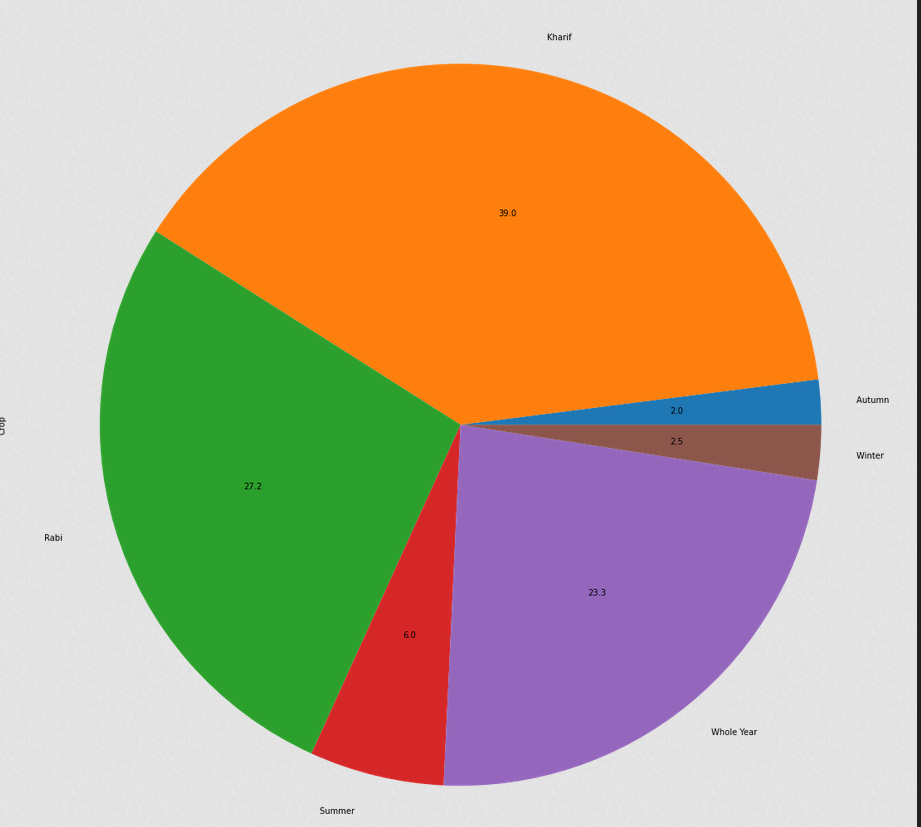 Kharif
39.0
Autumn
2.0
2.5
Winter
Crop
27.2
Rabi
23.3
6.0
Whole Year
Summer